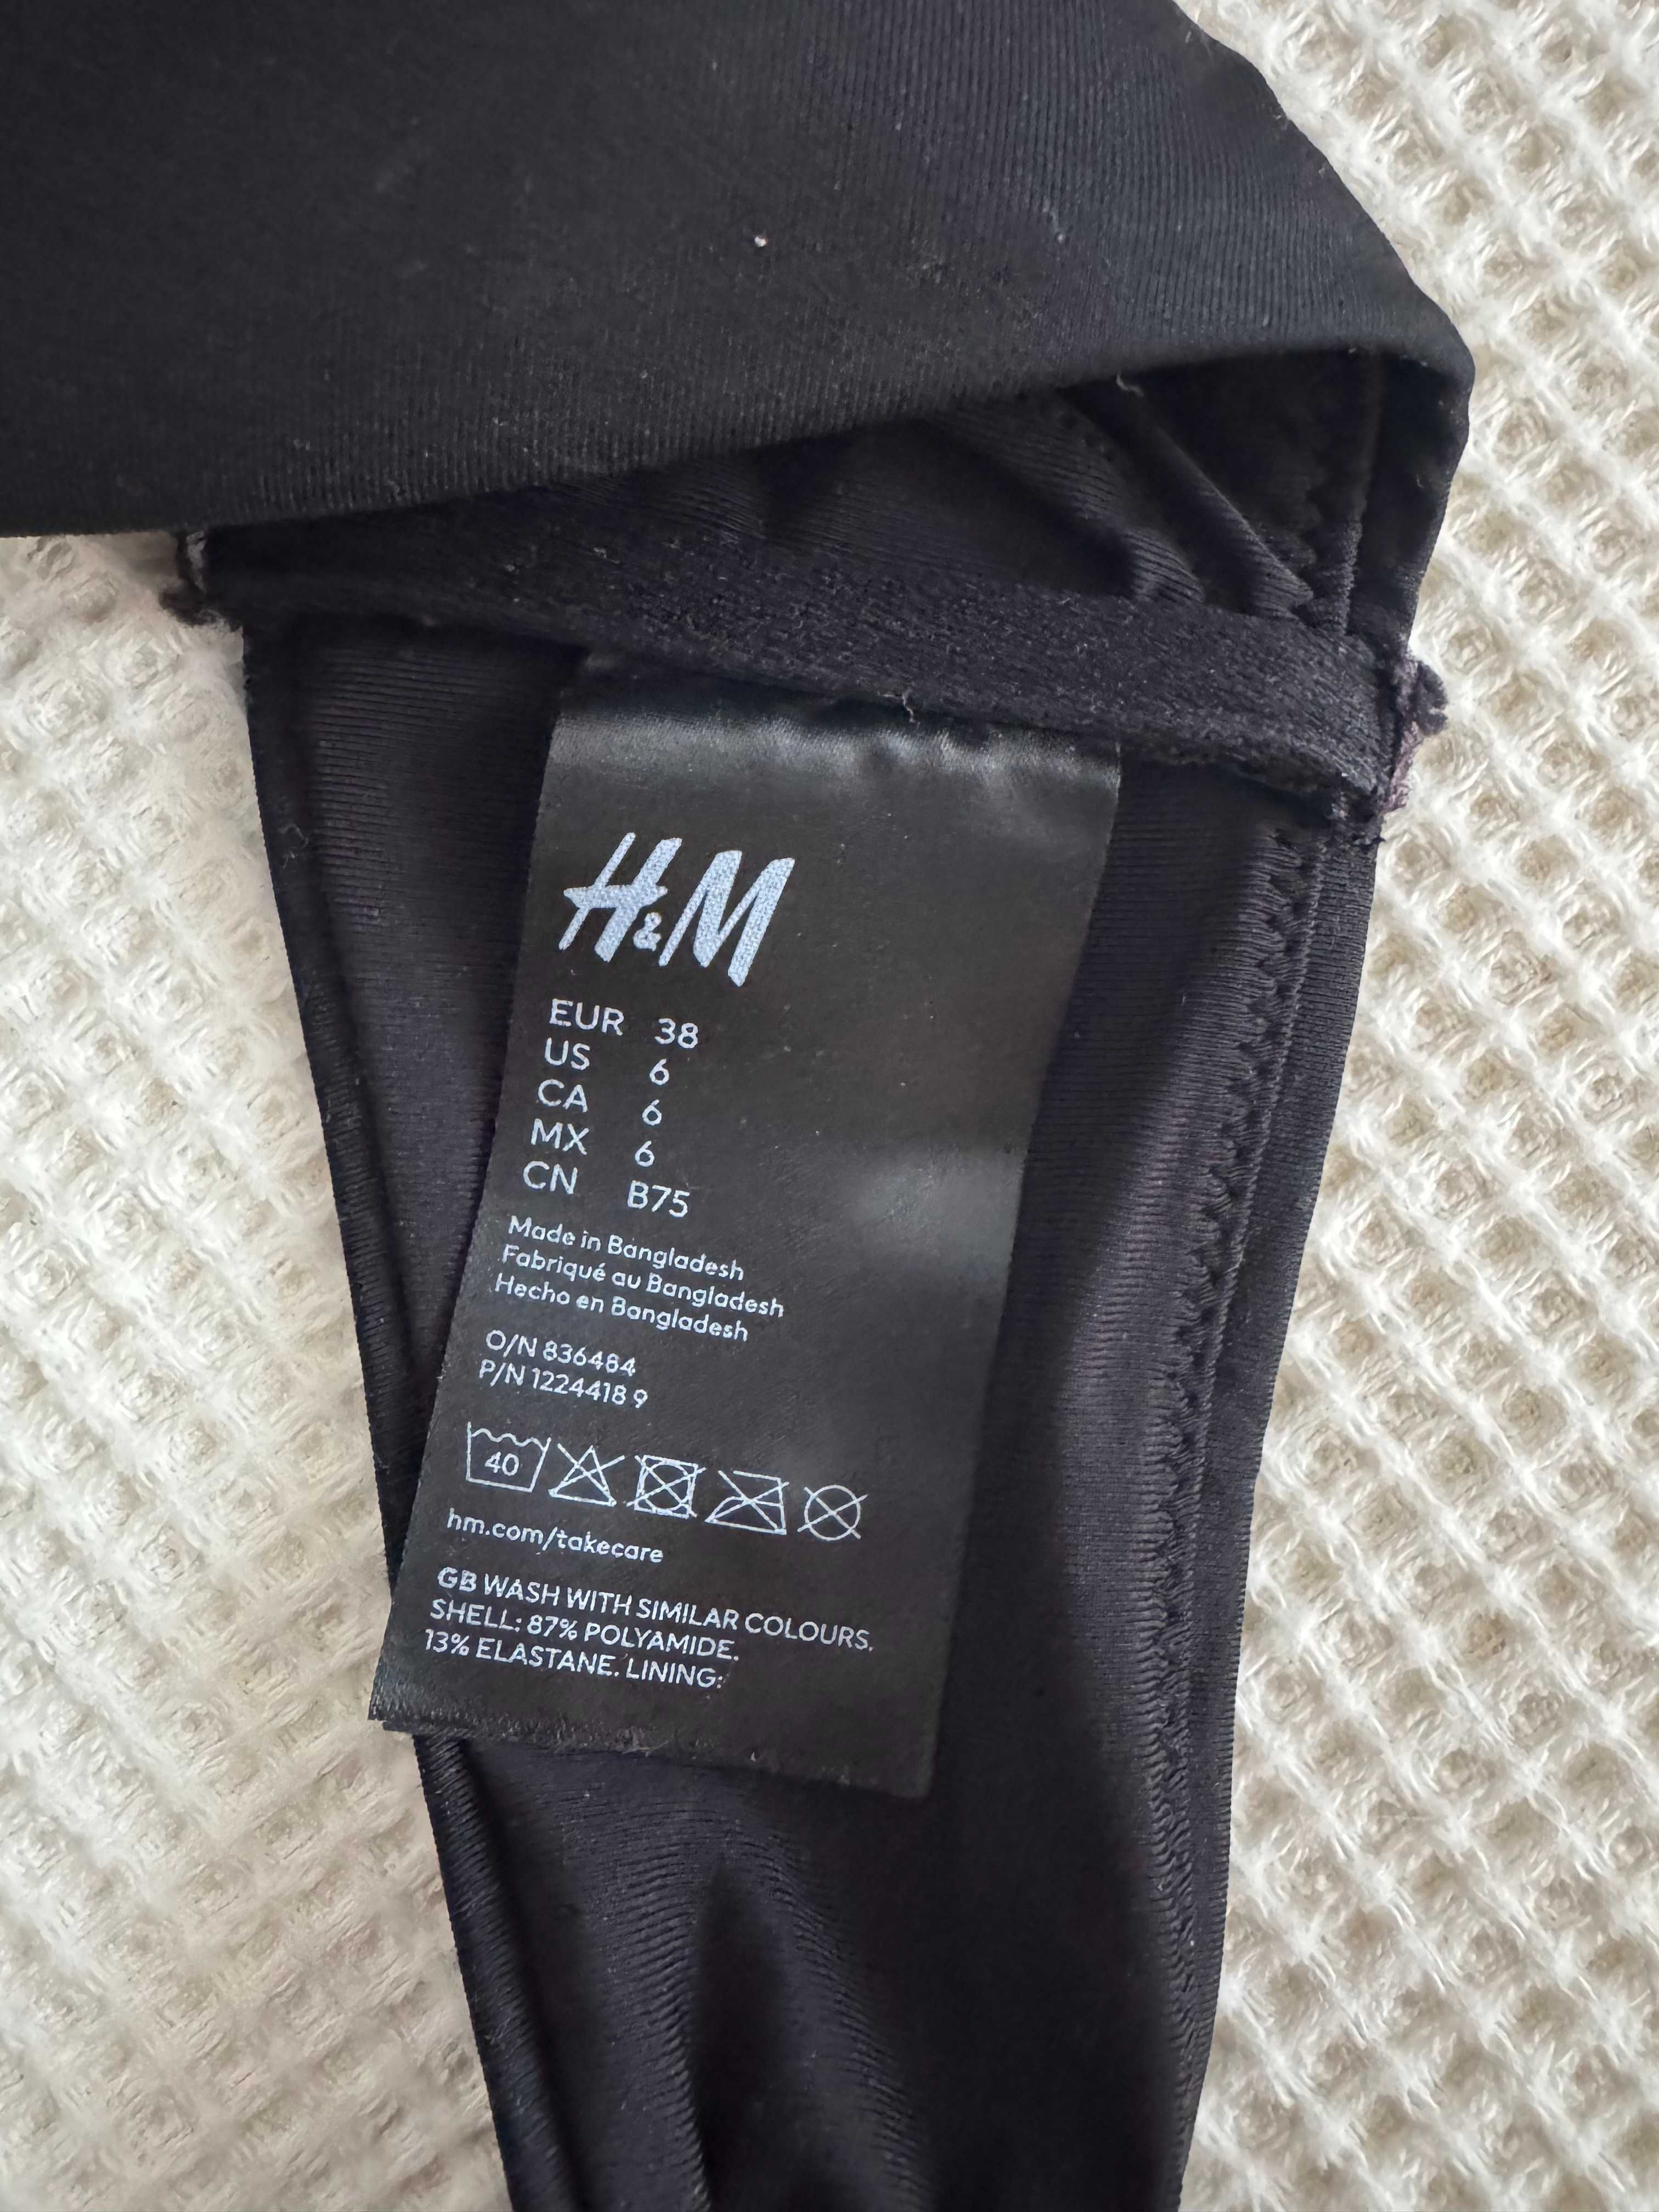 H&M
EUR 38
US 6
CA 6
MX 6
CN B75
Made in Bangladesh
Fabriqué au Bangladesh
Hecho en Bangladesh
O/N 836484
P/N 1224418 9
40
hm.com/takecare
GB WASH WITH SIMILAR COLOURS.
SHELL: 87% POLYAMIDE.
13% ELASTANE. LINING: